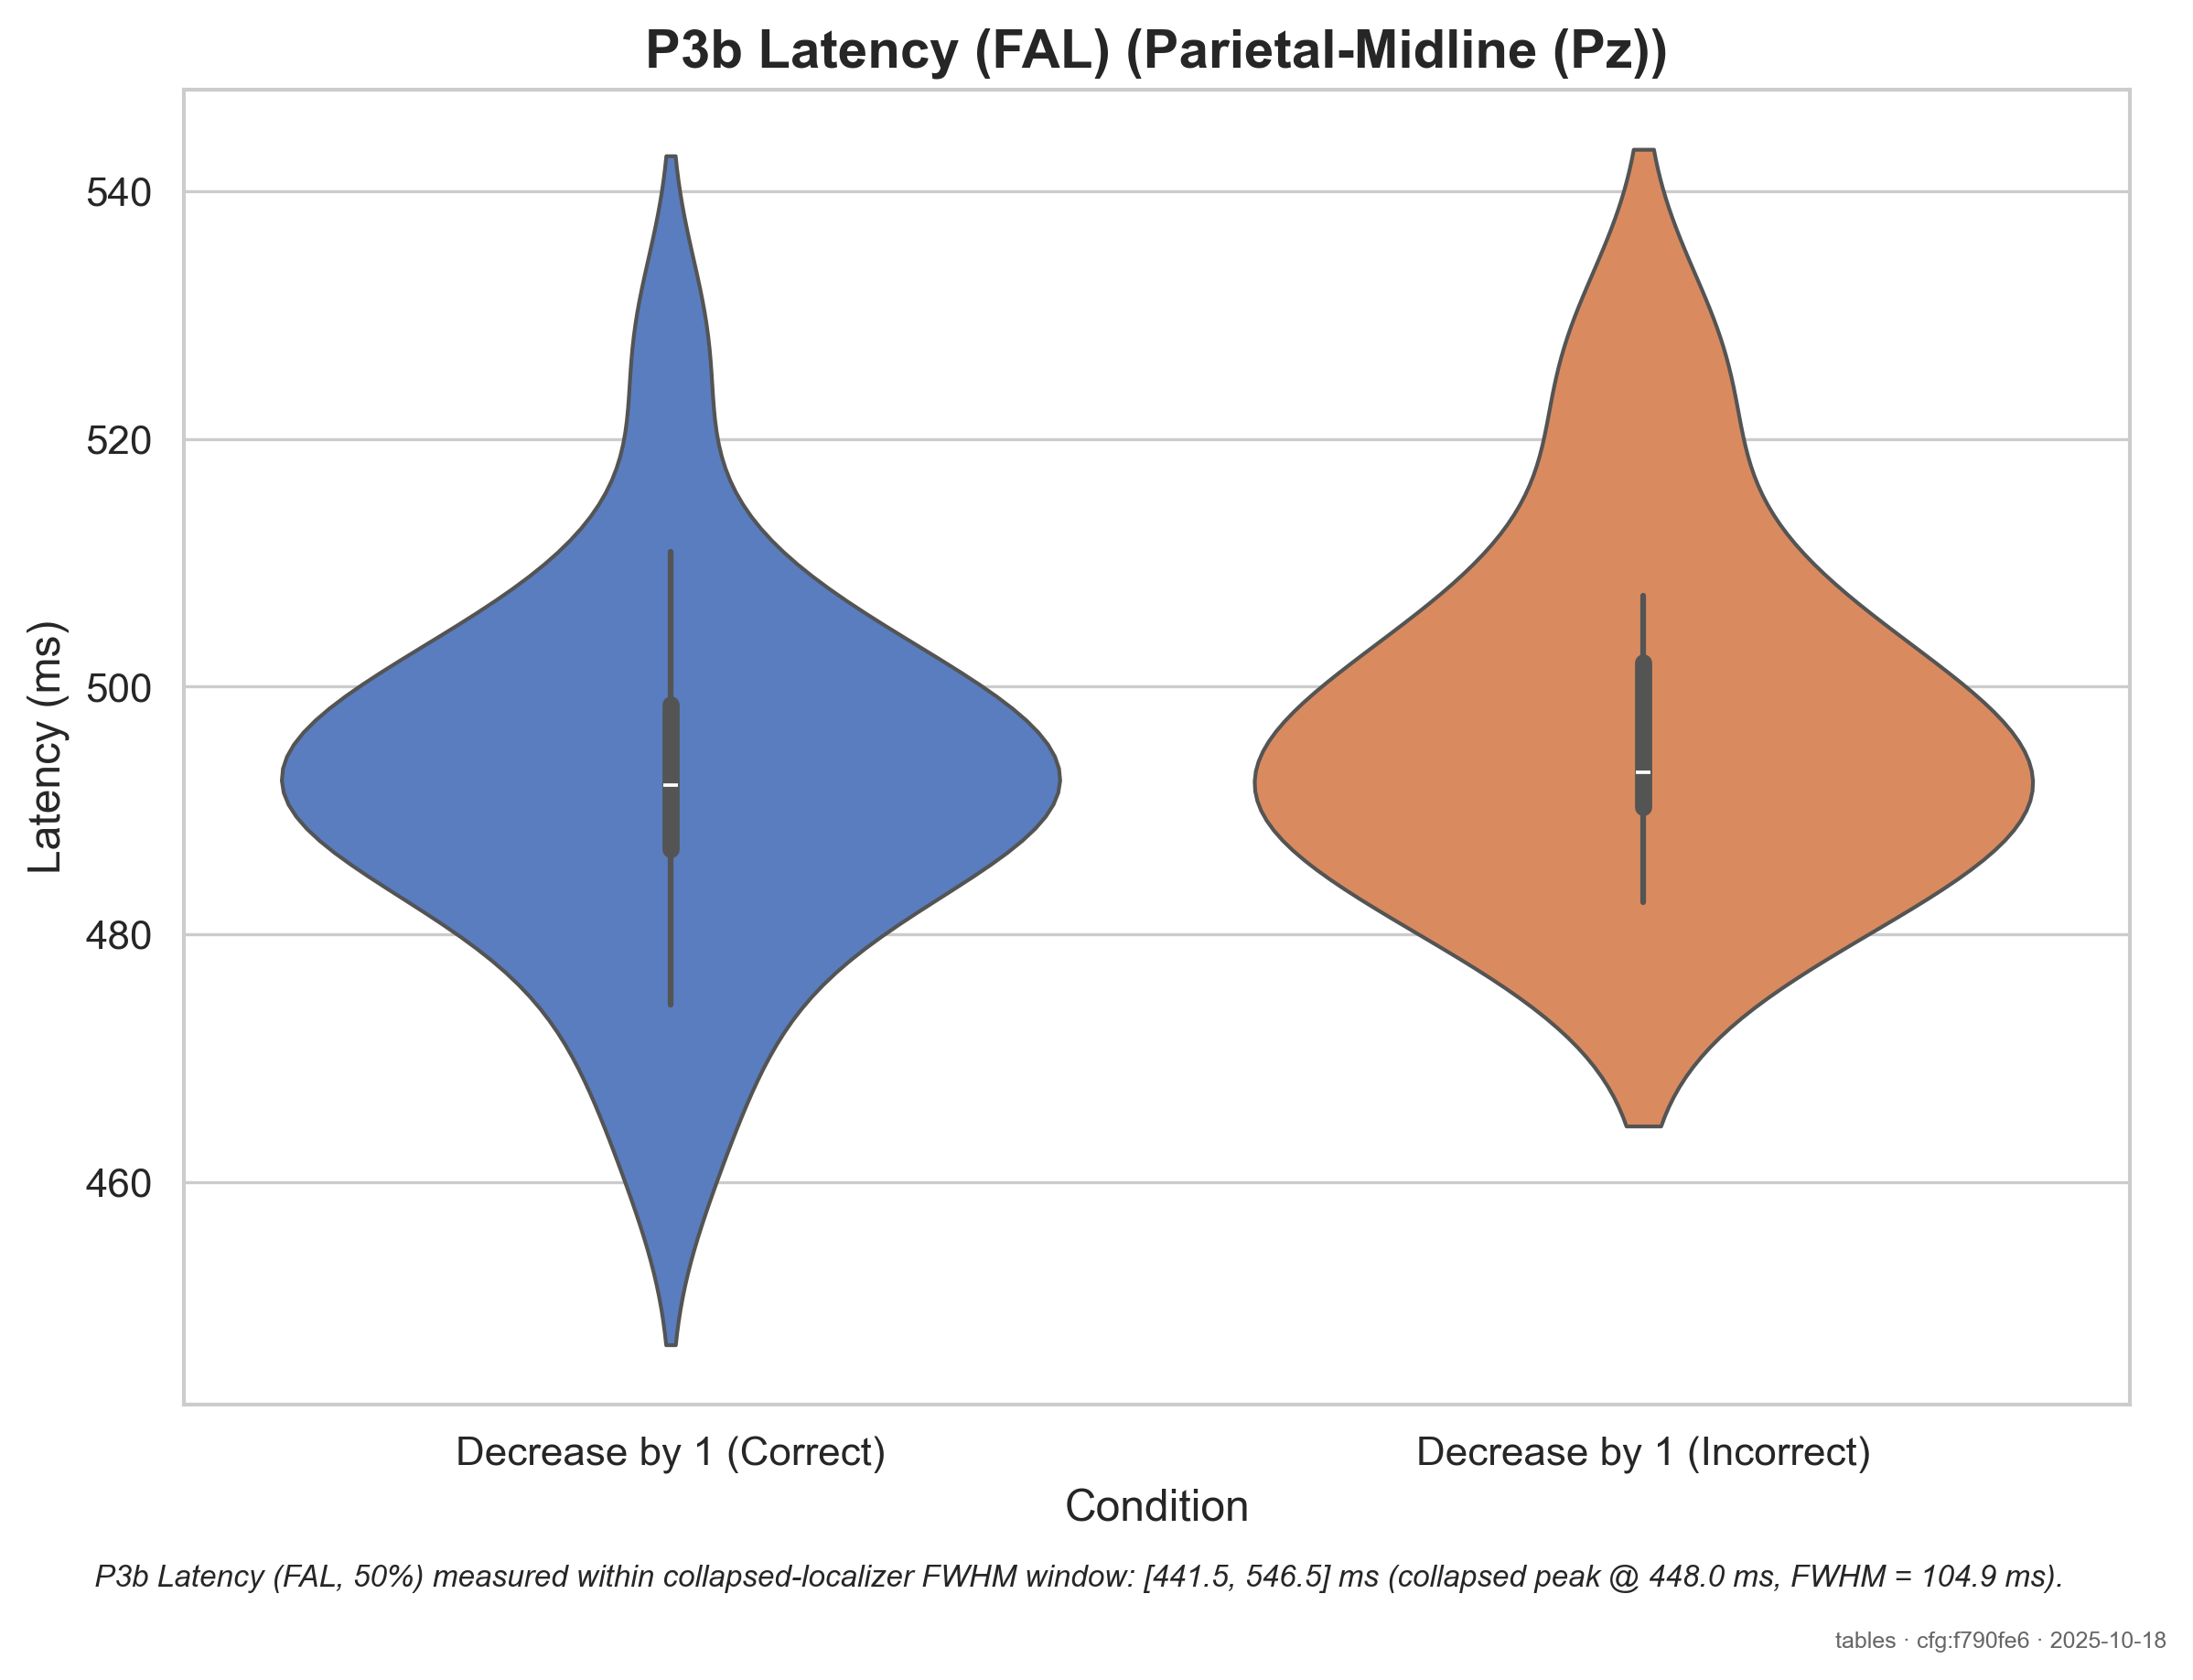 P3b Latency (FAL) (Parietal-Midline (Pz))
Latency (ms)
540
520
500
480
460
Decrease by 1 (Correct)
Decrease by 1 (Incorrect)
Condition
P3b Latency (FAL, 50%) measured within collapsed-localizer FWHM window: [441.5, 546.5] ms (collapsed peak @ 448.0 ms, FWHM = 104.9 ms).
tables · cfg:f790fe6 · 2025-10-18